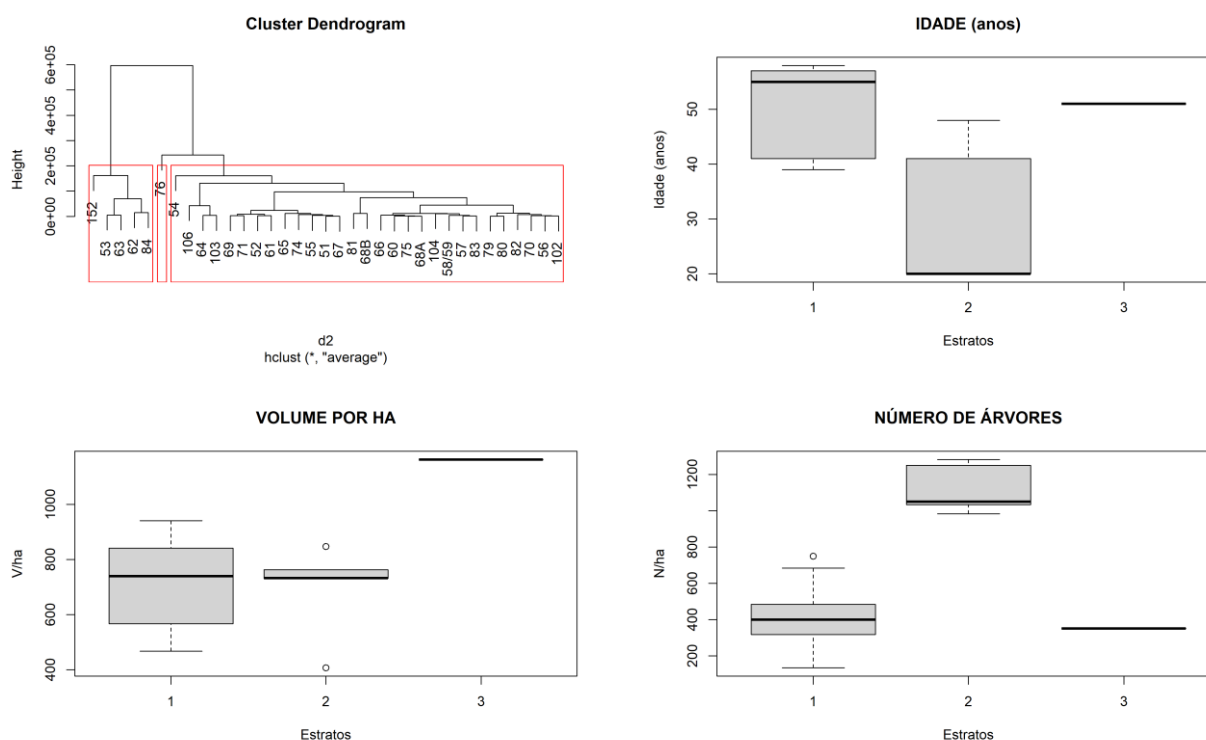 Cluster Dendrogram
Height
0e+00
2e+05
4e+05
6e+05
152
53
63
62
84
76
54
106
64
103
69
71
52
61
65
74
55
51
67
81
68B
66
60
75
68A
104
58/59
57
83
79
80
82
70
56
102
d2
hclust (*, "average")
IDADE (anos)
Idade (anos)
20
30
40
50
1
2
3
Estratos
VOLUME POR HA
V/ha
400
600
800
1000
1
2
3
Estratos
NÚMERO DE ÁRVORES
N/ha
200
400
600
800
1200
1
2
3
Estratos